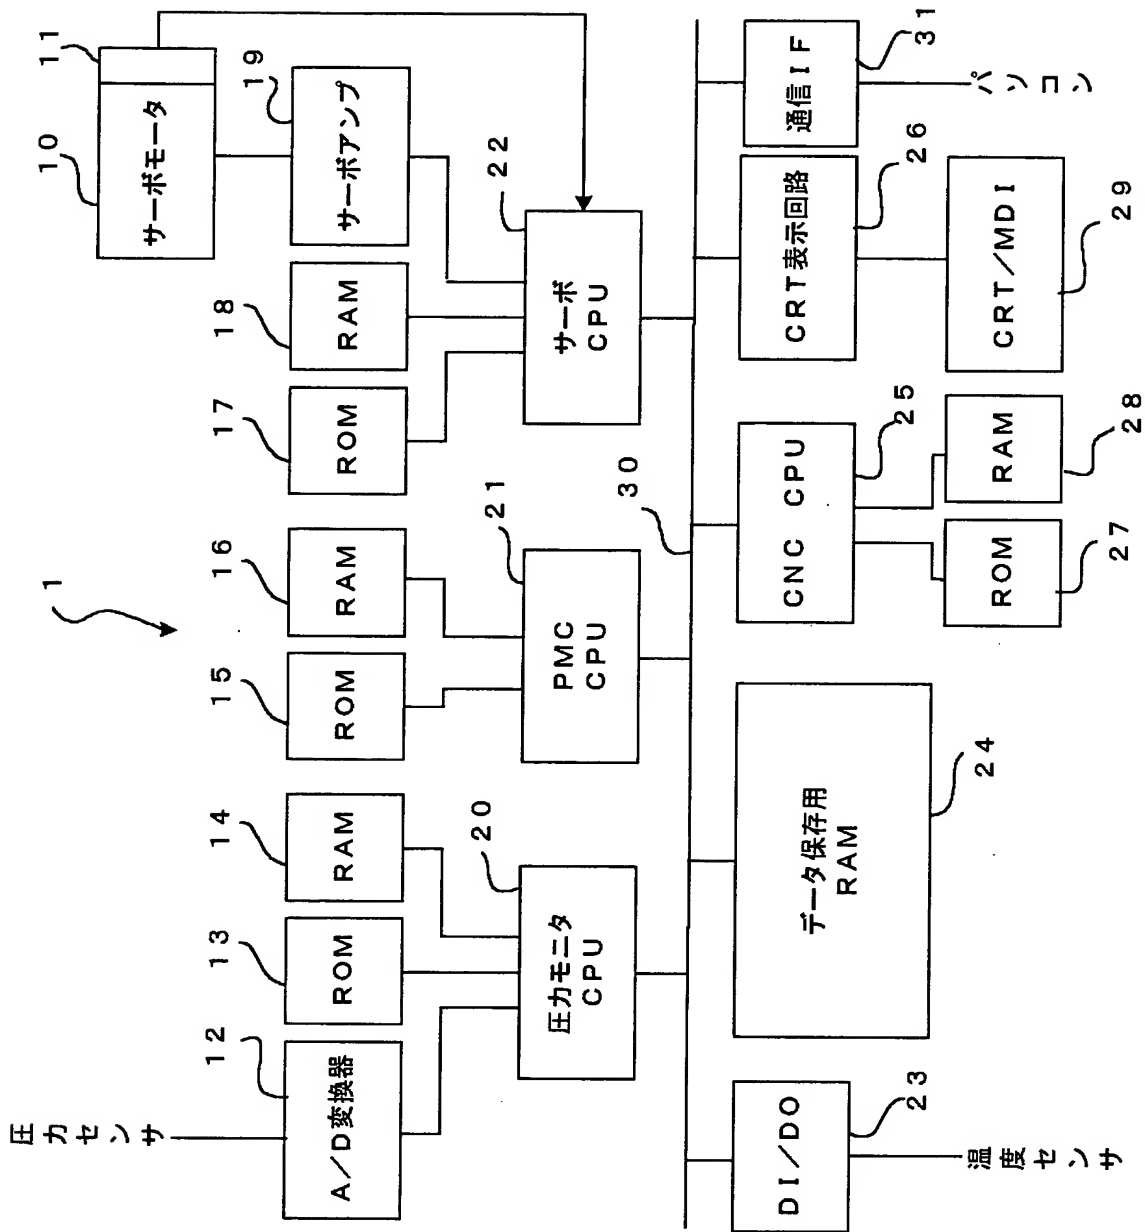 1
圧力センサ
12
A/D変換器
13
ROM
14
RAM
15
ROM
16
RAM
17
ROM
18
RAM
19
サーボアンプ
10
サーボモータ
11
20
圧力モニタ
CPU
21
PMC
CPU
22
サーボ
CPU
30
23
DI/DO
温度センサ
24
データ保存用
RAM
25
CNC CPU
27
ROM
28
RAM
26
CRT表示回路
29
CRT/MDI
31
通信IF
パソコン